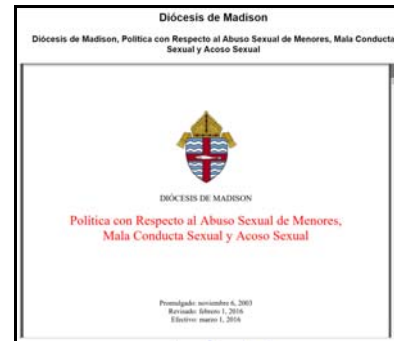 Diócesis de Madison
Diócesis de Madison, Política con Respecto al Abuso Sexual de Menores, Mala Conducta
Sexual y Acoso Sexual
DIÓCESIS DE MADISON
Política con Respecto al Abuso Sexual de Menores,
Mala Conducta Sexual y Acoso Sexual
Promulgado: noviembre 6, 2003
Revisado: febrero 1, 2016
Efectivo: marzo 1, 2016